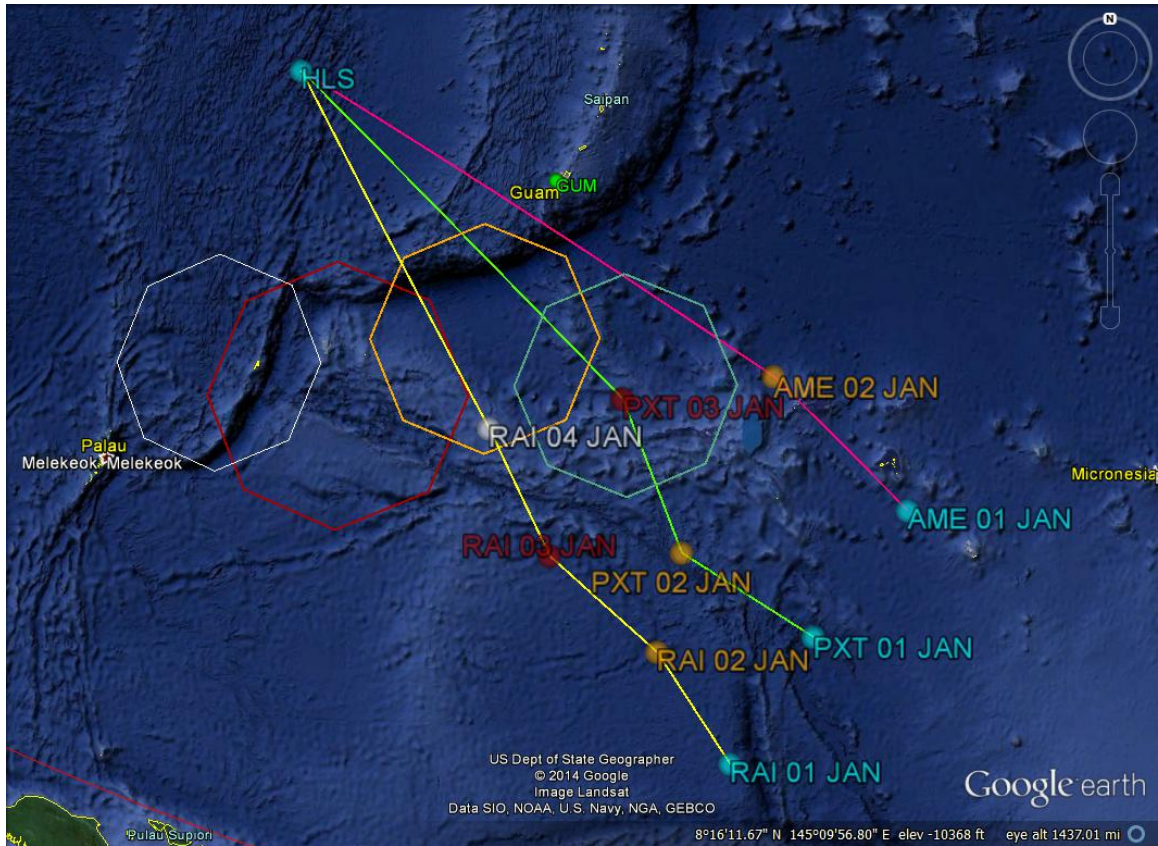 N
HLS
Saipan
Guam
GUM
AME 02 JAN
PXT 03 JAN
RAI 04 JAN
Palau
Melekeok Melekeok
Micronesia
AME 01 JAN
RAI 03 JAN
PXT 02 JAN
PXT 01 JAN
RAI 02 JAN
RAI 01 JAN
US Dept of State Geographer
© 2014 Google
Image Landsat
Data SIO, NOAA, U.S. Navy, NGA, GEBCO
Google earth
Pulau Supiori
8°16'11.67" N 145°09'56.80" E elev -10368 ft eye alt 1437.01 mi